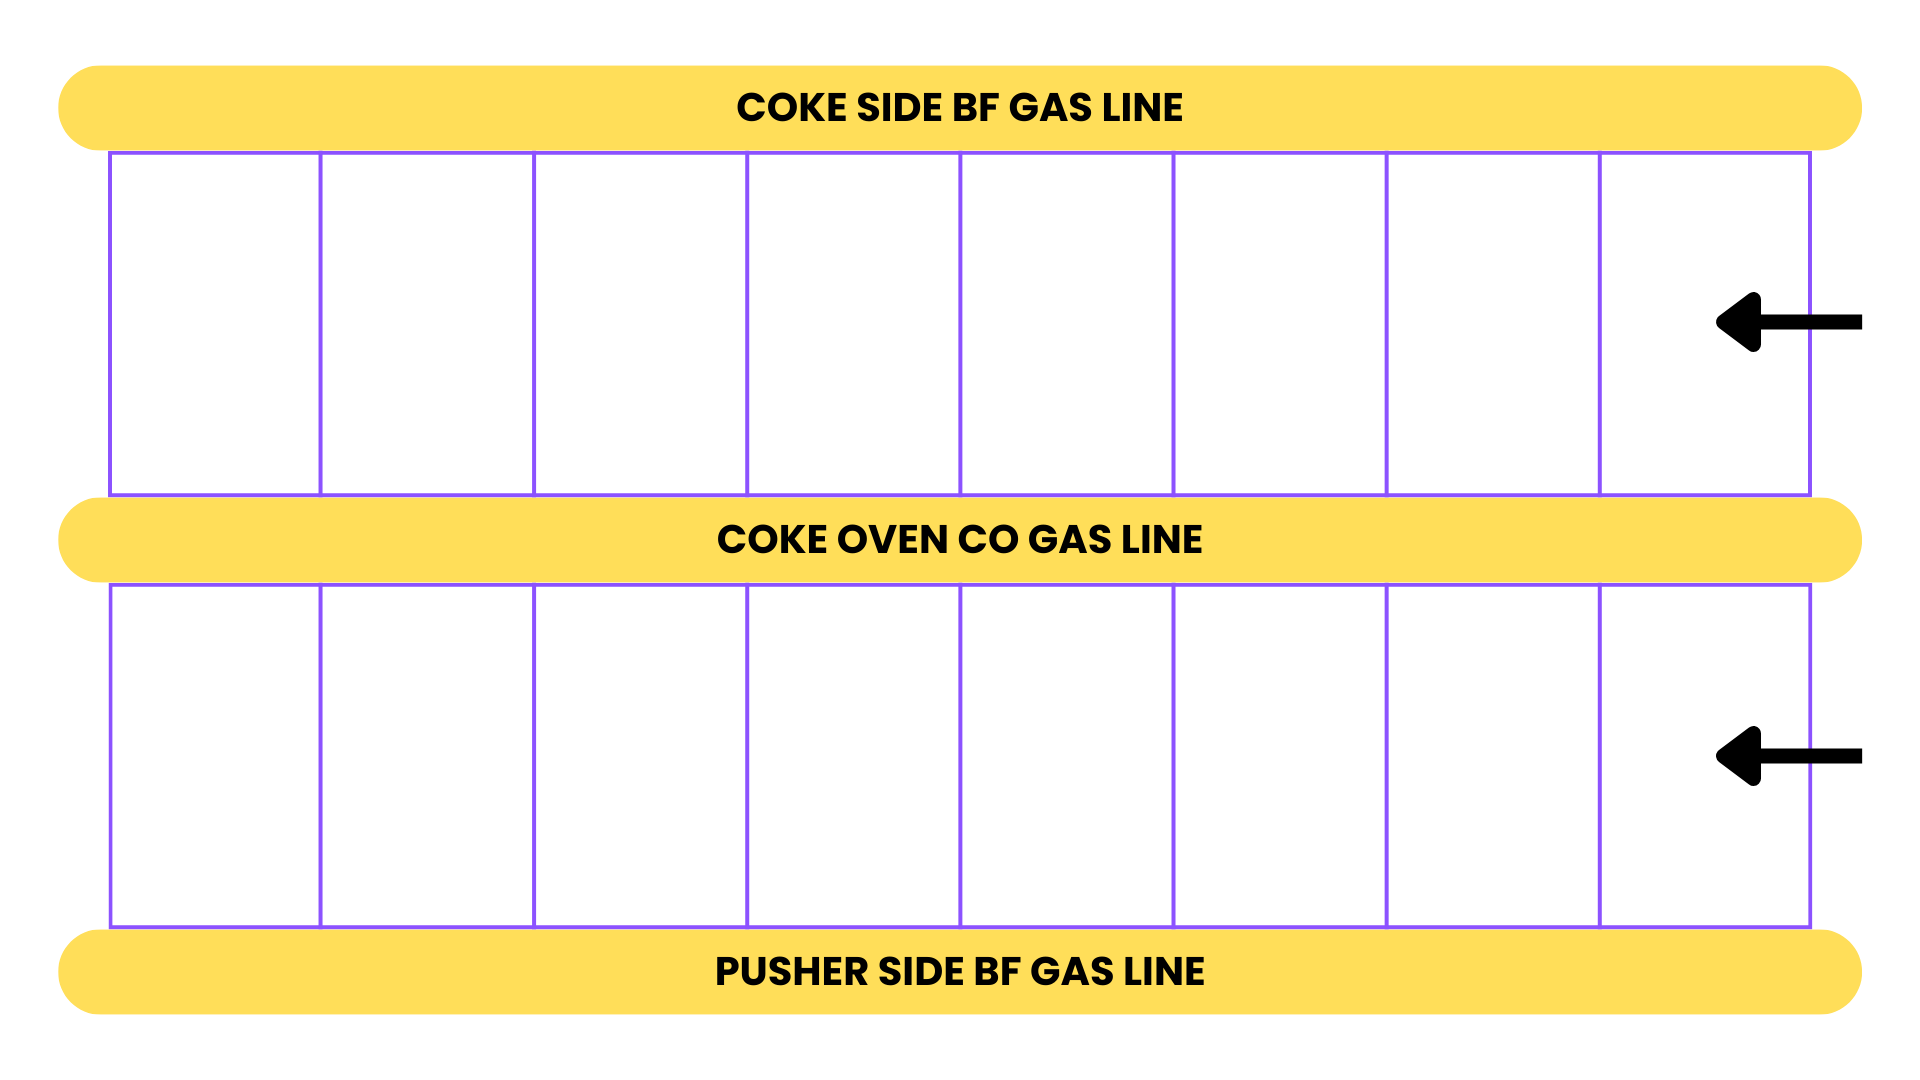 COKE SIDE BF GAS LINE
COKE OVEN CO GAS LINE
PUSHER SIDE BF GAS LINE